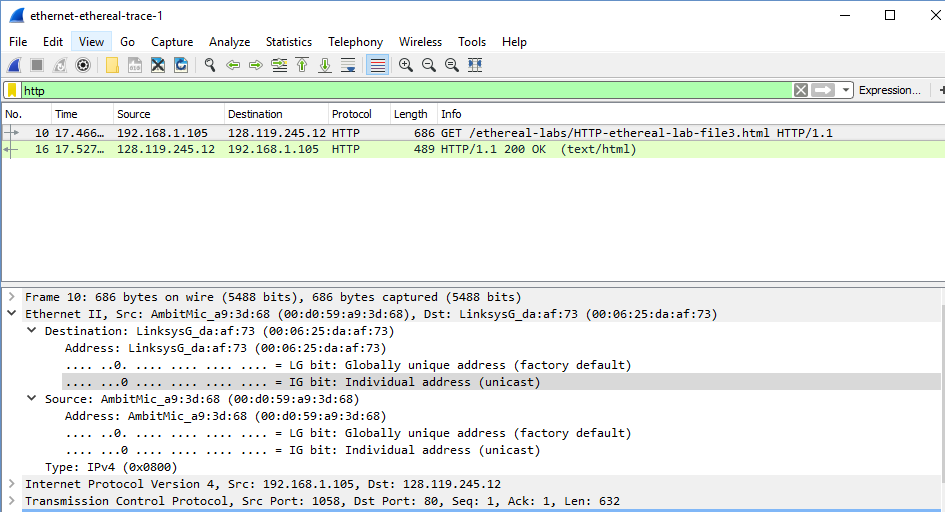 ethernet-ethereal-trace-1
File Edit View Go Capture Analyze Statistics Telephony Wireless Tools Help
http Expression... +
No. Time Source Destination Protocol Length Info
10 17.466... 192.168.1.105 128.119.245.12 HTTP 686 GET /ethereal-labs/HTTP-ethereal-lab-file3.html HTTP/1.1
16 17.527... 128.119.245.12 192.168.1.105 HTTP 489 HTTP/1.1 200 OK (text/html)
Frame 10: 686 bytes on wire (5488 bits), 686 bytes captured (5488 bits)
Ethernet II, Src: AmbitMic_a9:3d:68 (00:d0:59:a9:3d:68), Dst: LinksysG_da:af:73 (00:06:25:da:af:73)
Destination: LinksysG_da:af:73 (00:06:25:da:af:73)
Address: LinksysG_da:af:73 (00:06:25:da:af:73)
.... ..0. .... .... .... .... = LG bit: Globally unique address (factory default)
.... ...0 .... .... .... .... = IG bit: Individual address (unicast)
Source: AmbitMic_a9:3d:68 (00:d0:59:a9:3d:68)
Address: AmbitMic_a9:3d:68 (00:d0:59:a9:3d:68)
.... ..0. .... .... .... .... = LG bit: Globally unique address (factory default)
.... ...0 .... .... .... .... = IG bit: Individual address (unicast)
Type: IPv4 (0x0800)
Internet Protocol Version 4, Src: 192.168.1.105, Dst: 128.119.245.12
Transmission Control Protocol, Src Port: 1058, Dst Port: 80, Seq: 1, Ack: 1, Len: 632